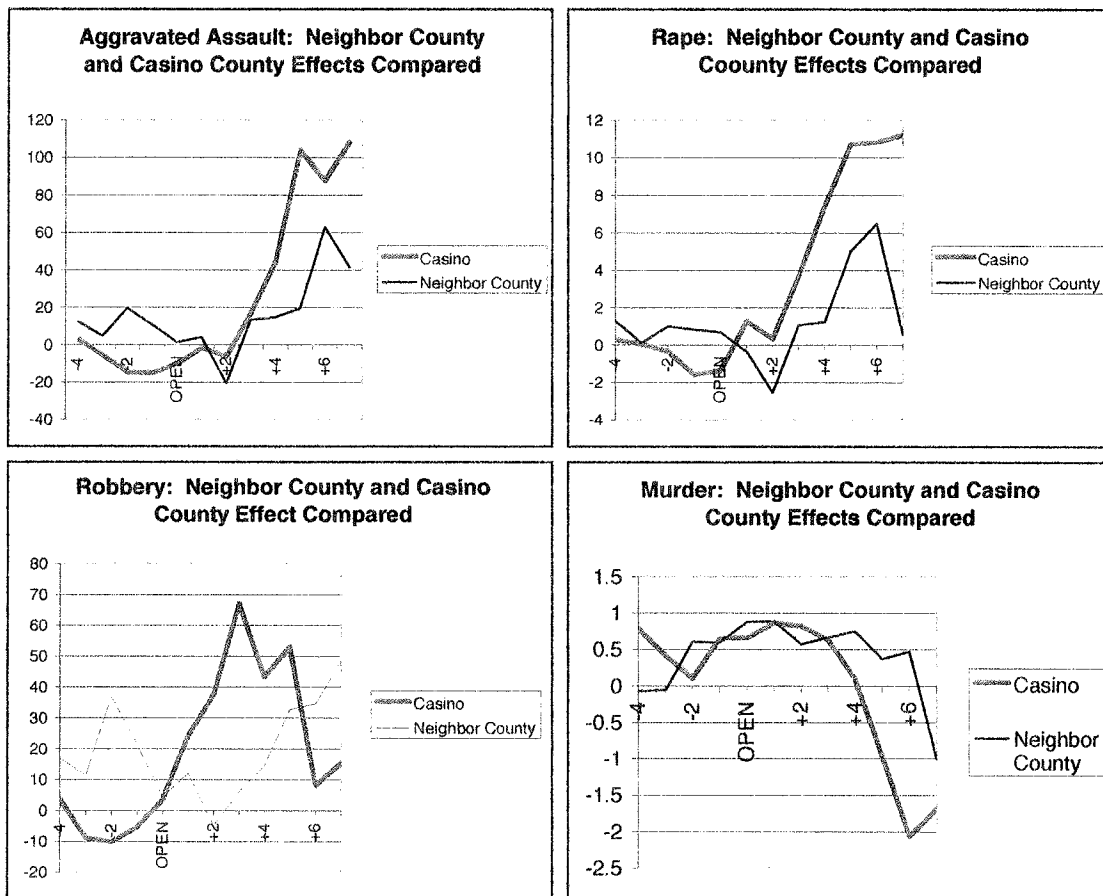 Aggravated Assault: Neighbor County
and Casino County Effects Compared
120
100
80
60
40
20
0
-20
-40
-4
-2
OPEN
+2
+4
+6
Casino
Neighbor County
Rape: Neighbor County and Casino
Coounty Effects Compared
12
10
8
6
4
2
0
-2
-4
-4
-2
OPEN
+2
+4
+6
Casino
Neighbor County
Robbery: Neighbor County and Casino
County Effect Compared
80
70
60
50
40
30
20
10
0
-10
-20
-4
-2
OPEN
+2
+4
+6
Casino
Neighbor County
Murder: Neighbor County and Casino
County Effects Compared
1.5
1
0.5
0
-0.5
-1
-1.5
-2
-2.5
-4
-2
OPEN
+2
+4
+6
Casino
Neighbor
County